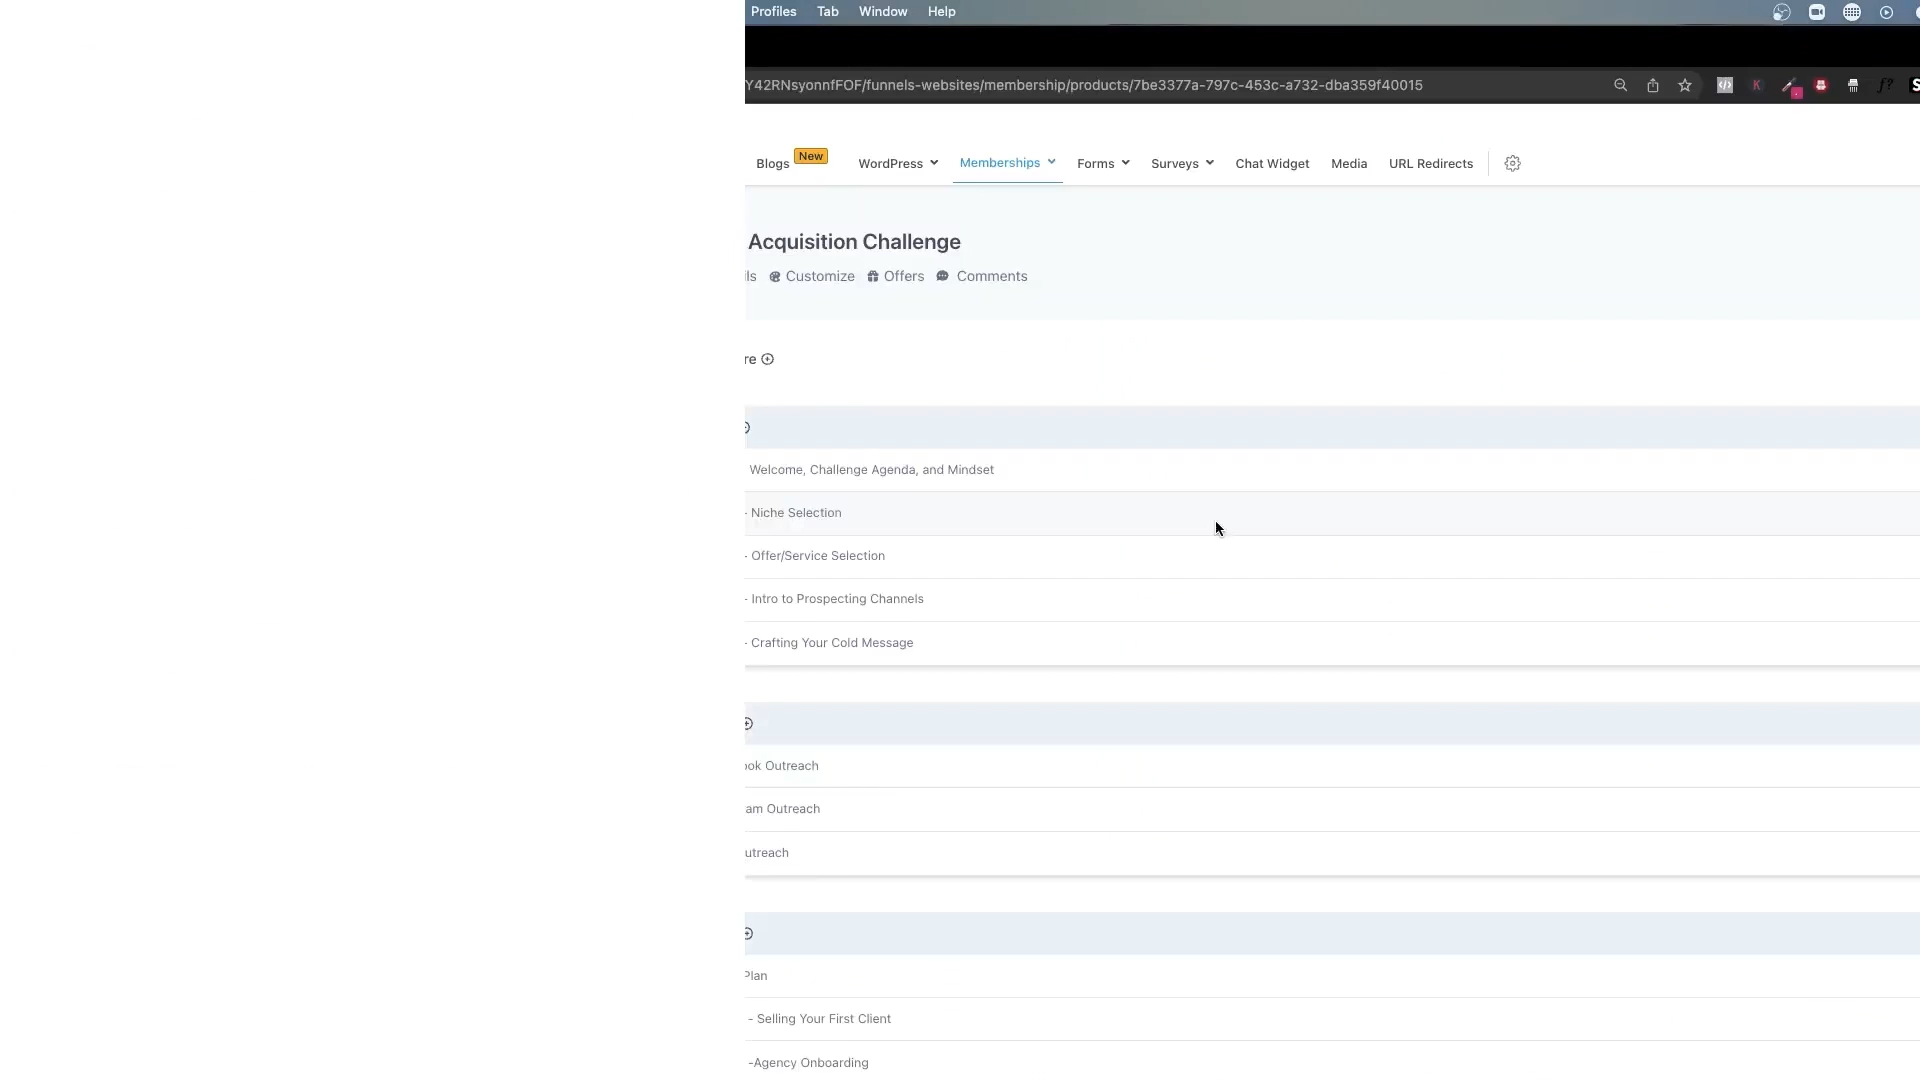 Profiles Tab Window Help
Y42RNsyonnfFOF/funnels-websites/membership/products/7be3377a-797c-453c-a732-dba359f40015
Blogs New WordPress Memberships Forms Surveys Chat Widget Media URL Redirects
Acquisition Challenge
ls Customize Offers Comments
re
Welcome, Challenge Agenda, and Mindset
- Niche Selection
- Offer/Service Selection
- Intro to Prospecting Channels
- Crafting Your Cold Message
ok Outreach
am Outreach
utreach
Plan
- Selling Your First Client
-Agency Onboarding